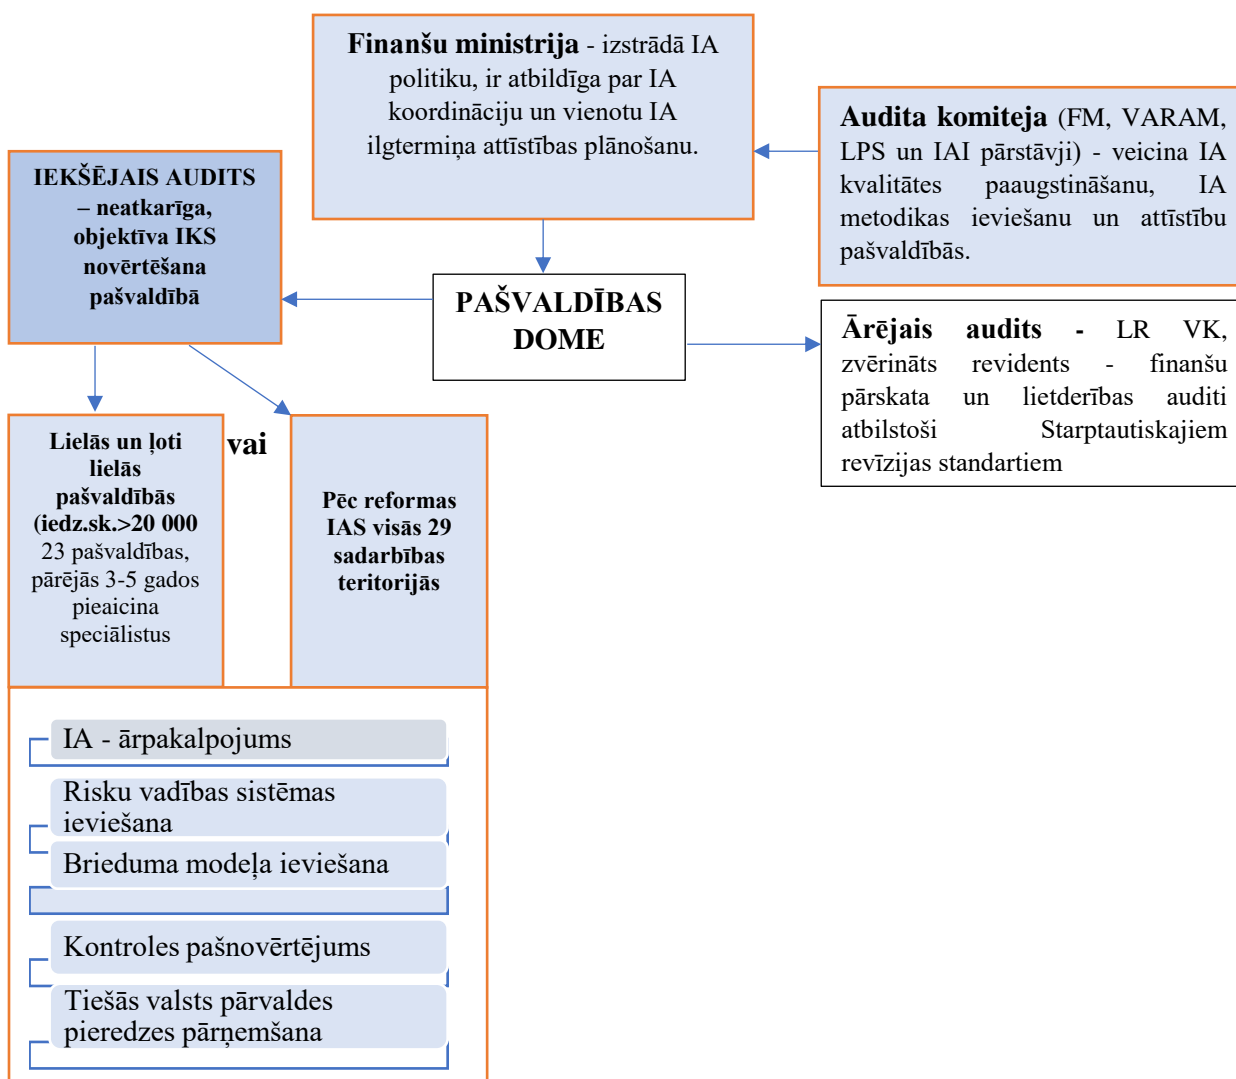 Finanšu ministrija - izstrādā IA
politiku, ir atbildīga par IA
koordināciju un vienotu IA
ilgtermiņa attīstības plānošanu.
Audita komiteja (FM, VARAM,
LPS un IAI pārstāvji) - veicina IA
kvalitātes paaugstināšanu, IA
metodikas ieviešanu un attīstību
pašvaldībās.
IEKŠĒJAIS AUDITS
– neatkarīga,
objektīva IKS
novērtēšana
pašvaldībā
PAŠVALDĪBAS
DOME
Ārējais audits - LR VK,
zvērināts revidents - finanšu
pārskata un lietderības auditi
atbilstoši Starptautiskajiem
revīzijas standartiem
Lielās un ļoti
lielās
pašvaldībās
(iedz.sk.>20 000
23 pašvaldības,
pārējās 3-5 gados
pieaicina
speciālistus
vai
Pēc reformas
IAS visās 29
sadarbības
teritorijās
IA - ārpakalpojums
Risku vadības sistēmas
ieviešana
Brieduma modeļa ieviešana
Kontroles pašnovērtējums
Tiešās valsts pārvaldes
pieredzes pārņemšana